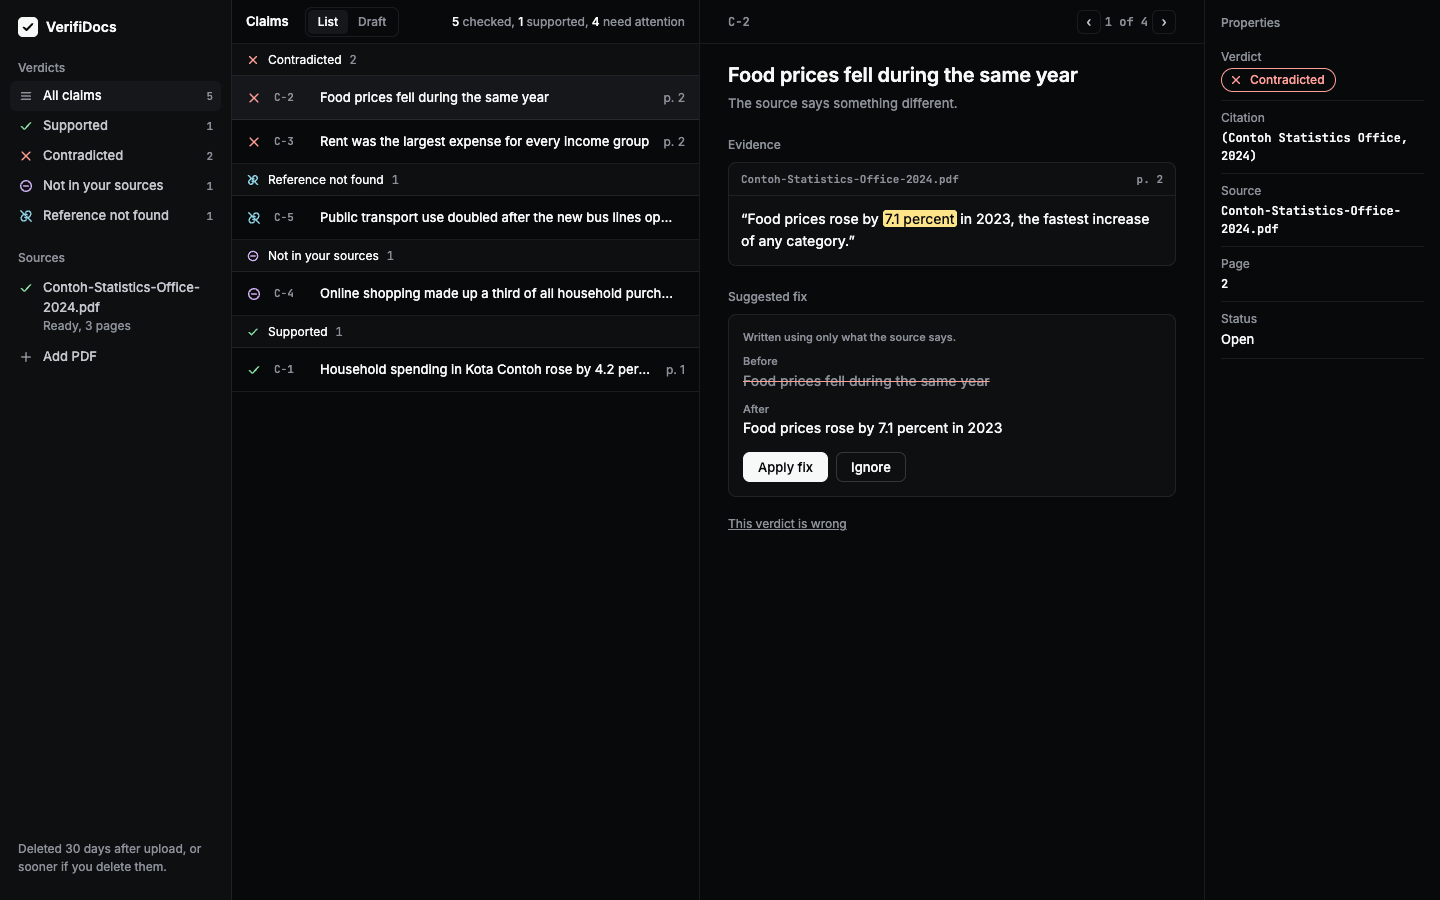 VerifiDocs
Verdicts
All claims 5
Supported 1
Contradicted 2
Not in your sources 1
Reference not found 1
Sources
Contoh-Statistics-Office-
2024.pdf
Ready, 3 pages
Add PDF
Deleted 30 days after upload, or
sooner if you delete them.
Claims List Draft 5 checked, 1 supported, 4 need attention
Contradicted 2
C-2 Food prices fell during the same year p. 2
C-3 Rent was the largest expense for every income group p. 2
Reference not found 1
C-5 Public transport use doubled after the new bus lines op...
Not in your sources 1
C-4 Online shopping made up a third of all household purch...
Supported 1
C-1 Household spending in Kota Contoh rose by 4.2 per... p. 1
C-2 ‹ 1 of 4 ›
Food prices fell during the same year
The source says something different.
Evidence
Contoh-Statistics-Office-2024.pdf p. 2
“Food prices rose by 7.1 percent in 2023, the fastest increase
of any category.”
Suggested fix
Written using only what the source says.
Before
Food prices fell during the same year
After
Food prices rose by 7.1 percent in 2023
Apply fix Ignore
This verdict is wrong
Properties
Verdict
Contradicted
Citation
(Contoh Statistics Office,
2024)
Source
Contoh-Statistics-Office-
2024.pdf
Page
2
Status
Open